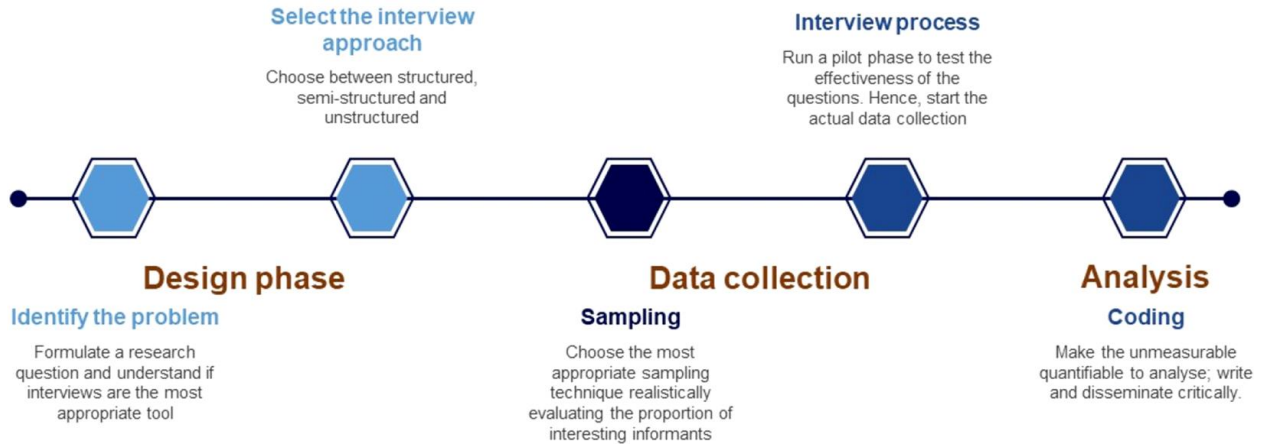 Select the interview
approach
Choose between structured,
semi-structured and
unstructured
Interview process
Run a pilot phase to test the
effectiveness of the
questions. Hence, start the
actual data collection
Design phase
Data collection
Analysis
Identify the problem
Formulate a research
question and understand if
interviews are the most
appropriate tool
Sampling
Choose the most
appropriate sampling
technique realistically
evaluating the proportion of
interesting informants
Coding
Make the unmeasurable
quantifiable to analyse; write
and disseminate critically.